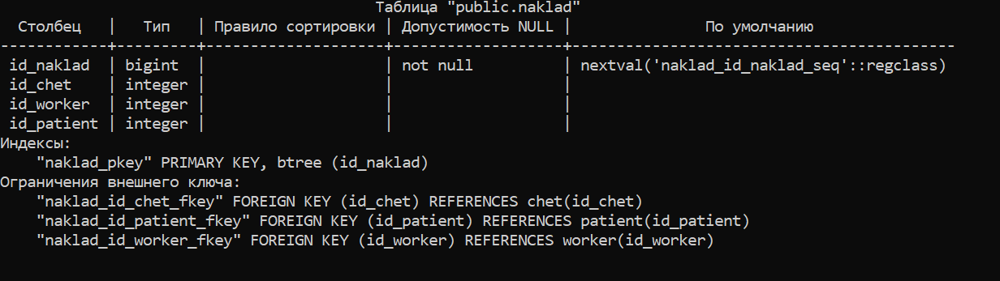 Таблица "public.naklad"
Столбец | Тип | Правило сортировки | Допустимость NULL | По умолчанию
------------+---------+--------------------+-------------------+------------------------------------------
id_naklad | bigint | | not null | nextval('naklad_id_naklad_seq'::regclass)
id_chet | integer | | |
id_worker | integer | | |
id_patient | integer | | |
Индексы:
"naklad_pkey" PRIMARY KEY, btree (id_naklad)
Ограничения внешнего ключа:
"naklad_id_chet_fkey" FOREIGN KEY (id_chet) REFERENCES chet(id_chet)
"naklad_id_patient_fkey" FOREIGN KEY (id_patient) REFERENCES patient(id_patient)
"naklad_id_worker_fkey" FOREIGN KEY (id_worker) REFERENCES worker(id_worker)